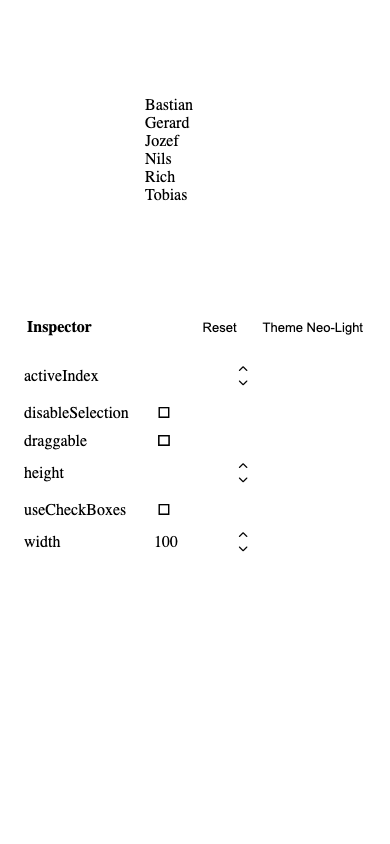 Bastian
Gerard
Jozef
Nils
Rich
Tobias
Inspector Reset Theme Neo-Light
activeIndex
disableSelection
draggable
height
useCheckBoxes
width 100